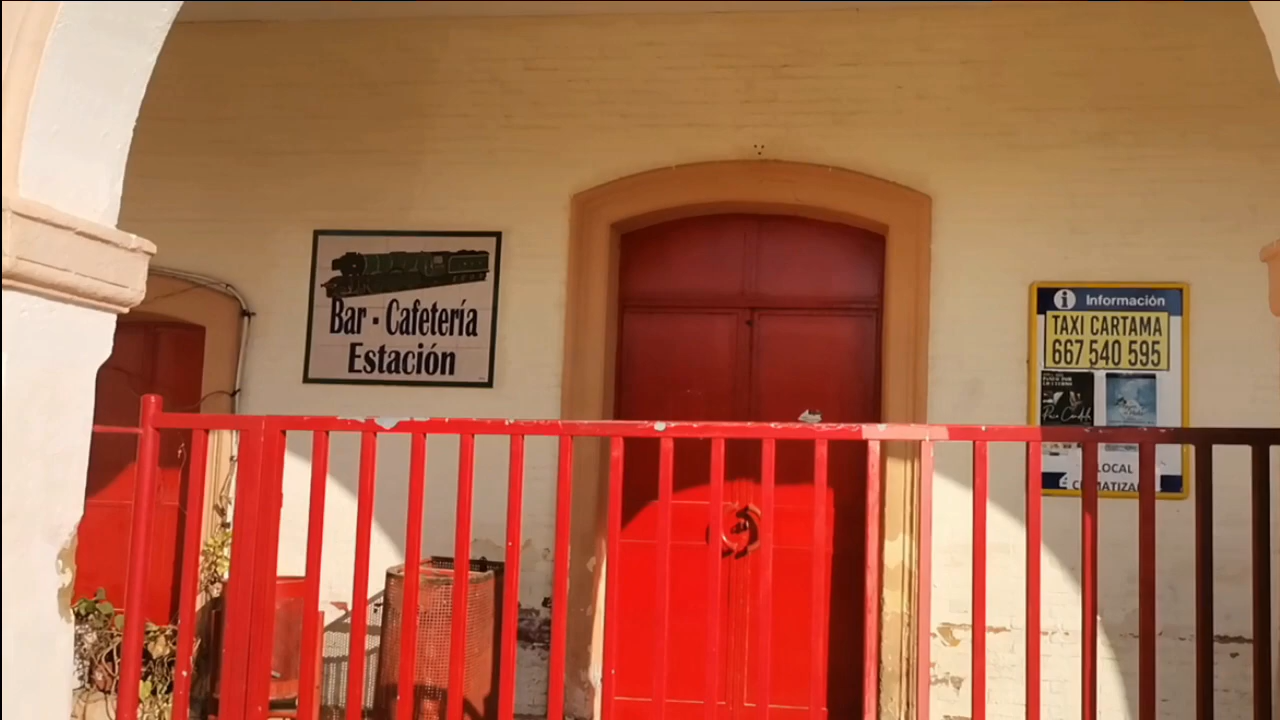 Bar - Cafetería
Estación
i Información
TAXI CARTAMA
667 540 595
LOCAL